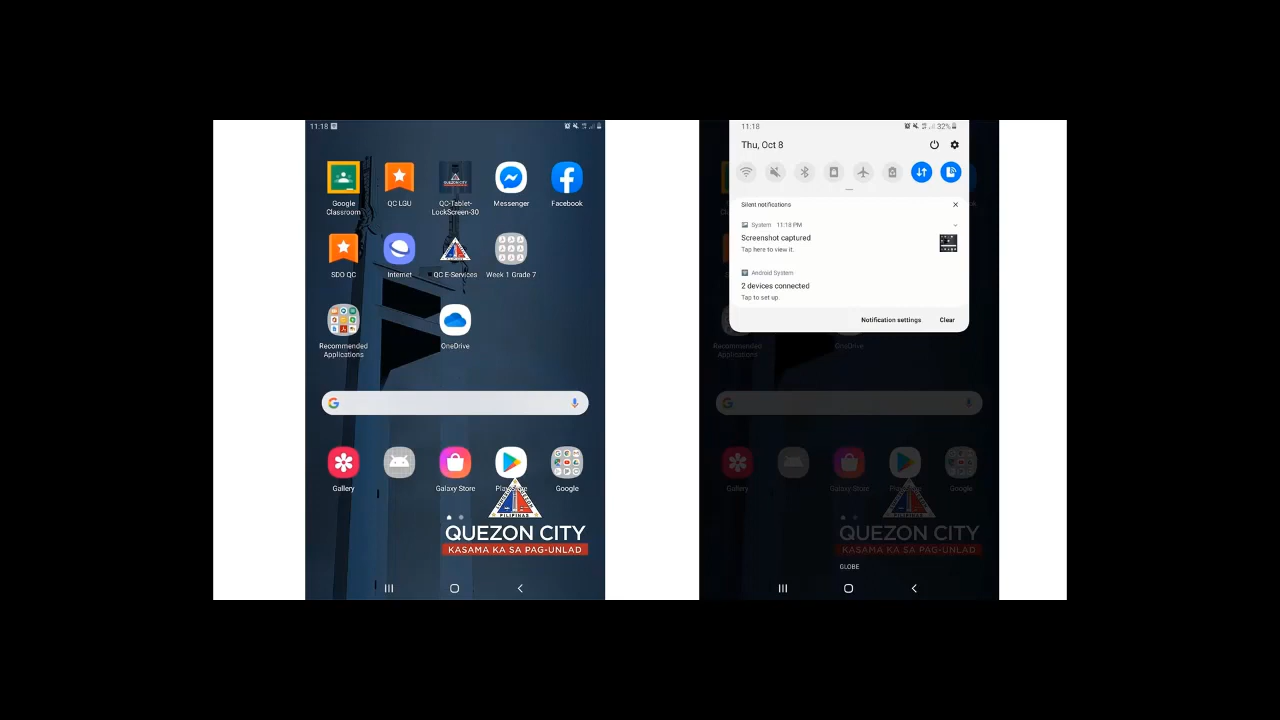 11:18
Google
Classroom
QC LGU
QC-Tablet-
LockScreen-30
Messenger
Facebook
SDO QC
Internet
QC E-Services
Week 1 Grade 7
Recommended
Applications
OneDrive
Gallery
Galaxy Store
Play Store
Google
PILIPINAS
QUEZON CITY
KASAMA KA SA PAG-UNLAD
11:18
32%
Thu, Oct 8
Silent notifications
System 11:18 PM
Screenshot captured
Tap here to view it.
Android System
2 devices connected
Tap to set up.
Notification settings
Clear
Recommended
Applications
OneDrive
Gallery
Galaxy Store
Play Store
Google
PILIPINAS
QUEZON CITY
KASAMA KA SA PAG-UNLAD
GLOBE